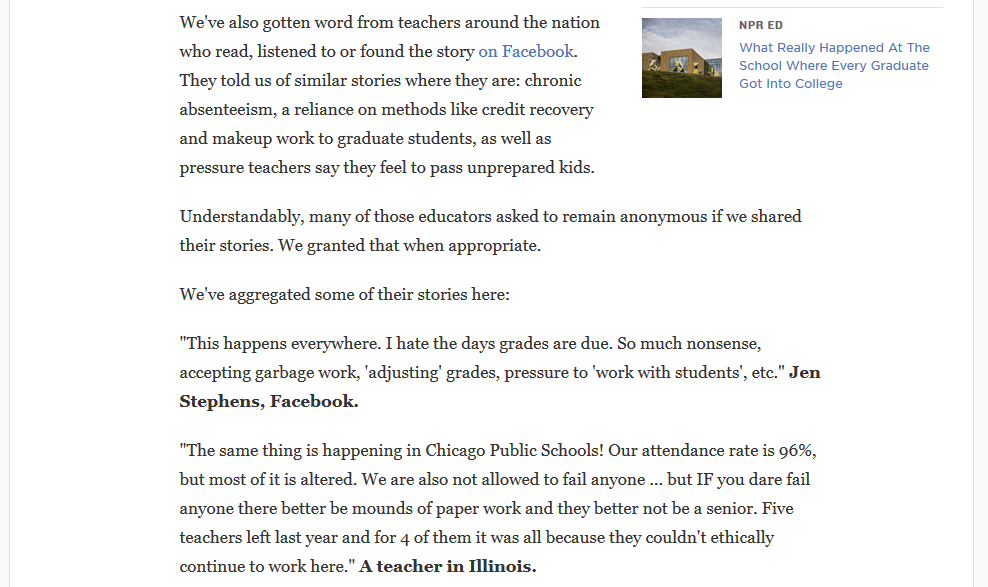 We've also gotten word from teachers around the nation
who read, listened to or found the story on Facebook.
They told us of similar stories where they are: chronic
absenteeism, a reliance on methods like credit recovery
and makeup work to graduate students, as well as
pressure teachers say they feel to pass unprepared kids.
NPR ED
What Really Happened At The
School Where Every Graduate
Got Into College
Understandably, many of those educators asked to remain anonymous if we shared
their stories. We granted that when appropriate.
We've aggregated some of their stories here:
"This happens everywhere. I hate the days grades are due. So much nonsense,
accepting garbage work, 'adjusting' grades, pressure to 'work with students', etc." Jen
Stephens, Facebook.
"The same thing is happening in Chicago Public Schools! Our attendance rate is 96%,
but most of it is altered. We are also not allowed to fail anyone ... but IF you dare fail
anyone there better be mounds of paper work and they better not be a senior. Five
teachers left last year and for 4 of them it was all because they couldn't ethically
continue to work here." A teacher in Illinois.